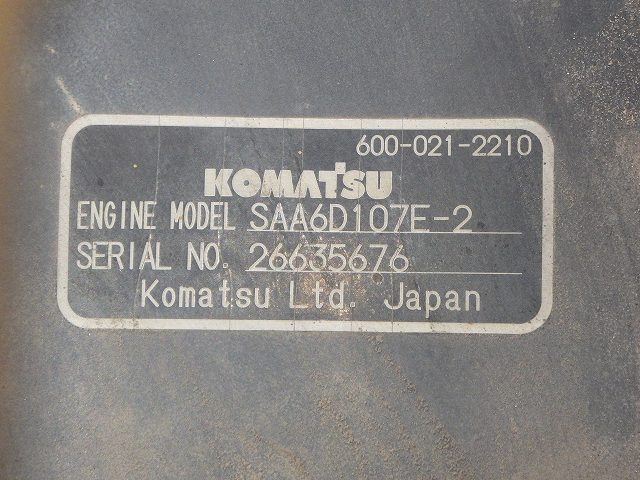 600-021-2210
KOMATSU
ENGINE MODEL SAA6D107E-2
SERIAL NO. 26635676
Komatsu Ltd. Japan